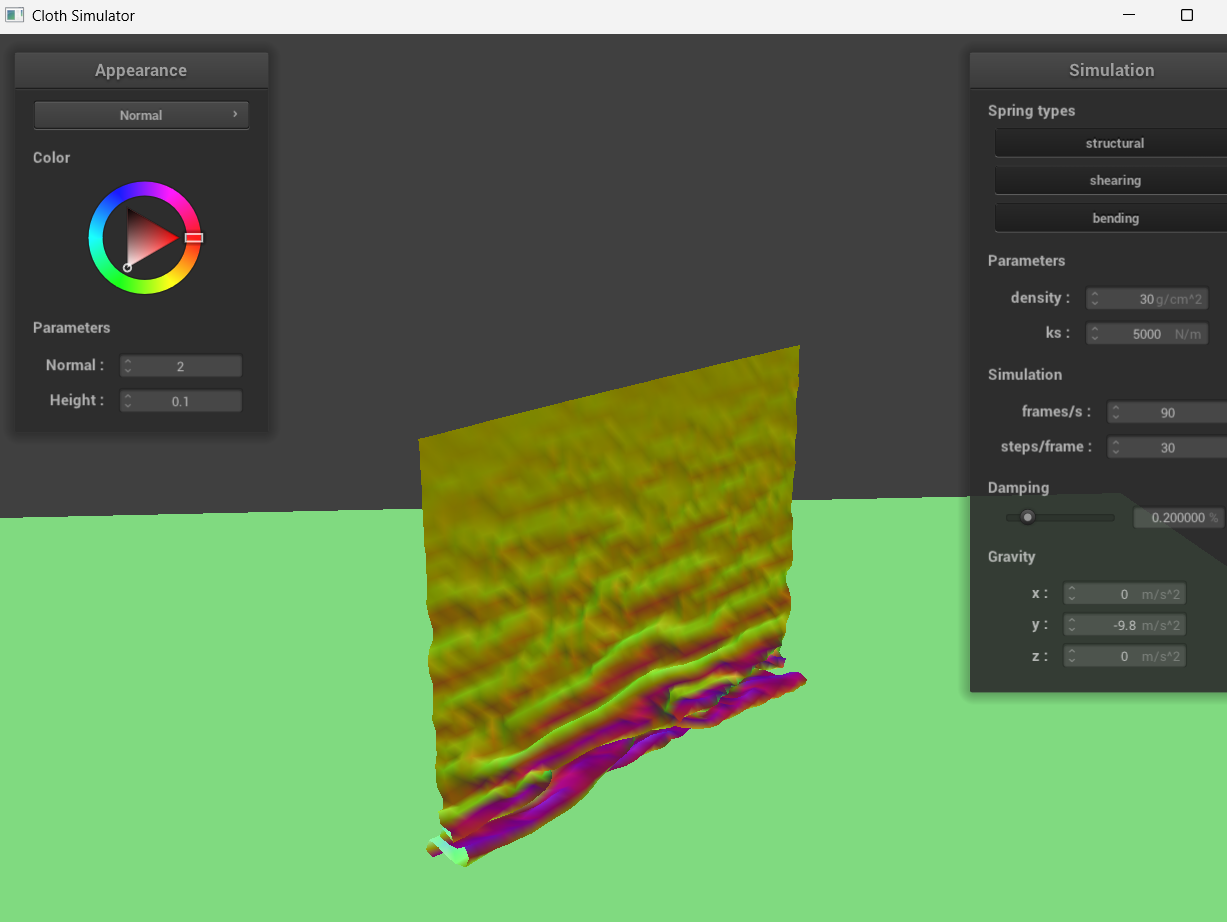 Cloth Simulator
Appearance
Normal
Color
Parameters
Normal :
2
Height :
0.1
Simulation
Spring types
structural
shearing
bending
Parameters
density :
30 g/cm^2
ks :
5000 N/m
Simulation
frames/s :
90
steps/frame :
30
Damping
0.200000 %
Gravity
x :
0 m/s^2
y :
-9.8 m/s^2
z :
0 m/s^2